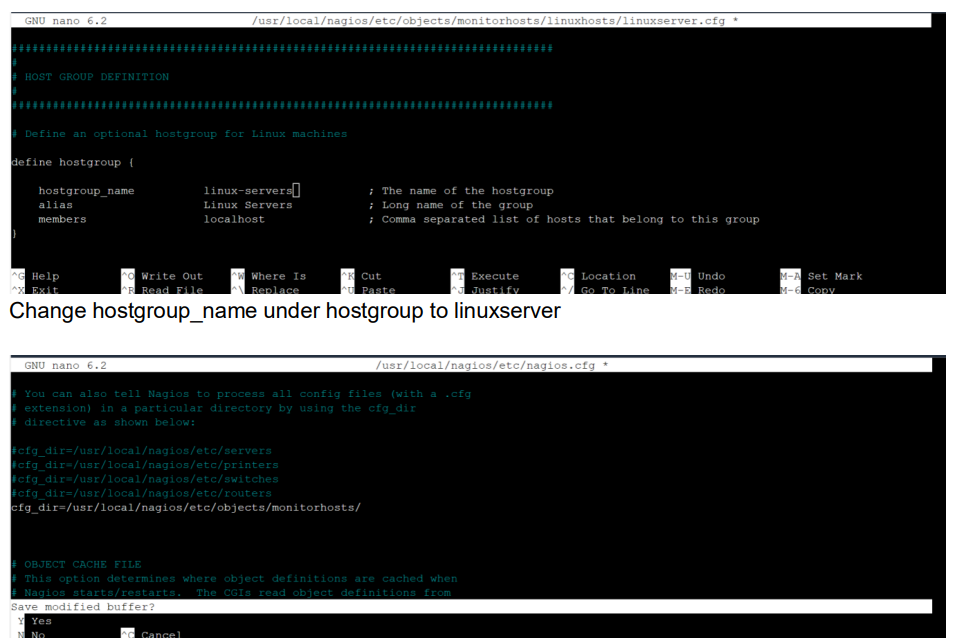 GNU nano 6.2 /usr/local/nagios/etc/objects/monitorhosts/linuxhosts/linuxserver.cfg *
###############################################################################
#
# HOST GROUP DEFINITION
#
###############################################################################
# Define an optional hostgroup for Linux machines
define hostgroup {
hostgroup_name linux-servers ; The name of the hostgroup
alias Linux Servers ; Long name of the group
members localhost ; Comma separated list of hosts that belong to this group
}
^G Help ^O Write Out ^W Where Is ^K Cut ^T Execute ^C Location M-U Undo M-A Set Mark
^X Exit ^R Read File ^\ Replace ^U Paste ^J Justify ^/ Go To Line M-E Redo M-6 Copy
Change hostgroup_name under hostgroup to linuxserver
GNU nano 6.2 /usr/local/nagios/etc/nagios.cfg *
# You can also tell Nagios to process all config files (with a .cfg
# extension) in a particular directory by using the cfg_dir
# directive as shown below:
#cfg_dir=/usr/local/nagios/etc/servers
#cfg_dir=/usr/local/nagios/etc/printers
#cfg_dir=/usr/local/nagios/etc/switches
#cfg_dir=/usr/local/nagios/etc/routers
cfg_dir=/usr/local/nagios/etc/objects/monitorhosts/
# OBJECT CACHE FILE
# This option determines where object definitions are cached when
# Nagios starts/restarts. The CGIs read object definitions from
Save modified buffer?
Y Yes
N No ^C Cancel